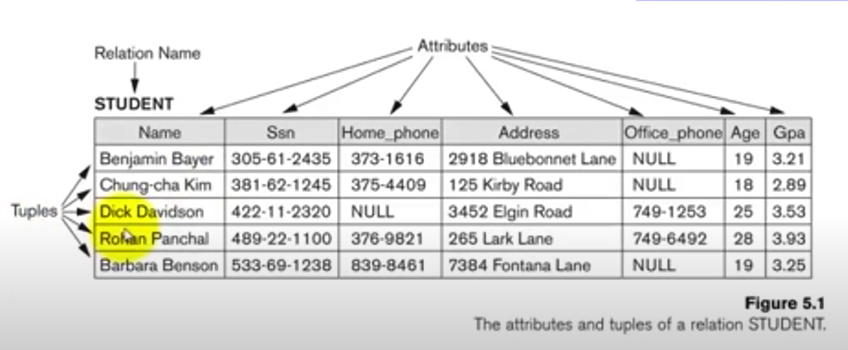 Attributes
Relation Name
STUDENT
Name Ssn Home_phone Address Office_phone Age Gpa
Benjamin Bayer 305-61-2435 373-1616 2918 Bluebonnet Lane NULL 19 3.21
Chung-cha Kim 381-62-1245 375-4409 125 Kirby Road NULL 18 2.89
Tuples Dick Davidson 422-11-2320 NULL 3452 Elgin Road 749-1253 25 3.53
Rohan Panchal 489-22-1100 376-9821 265 Lark Lane 749-6492 28 3.93
Barbara Benson 533-69-1238 839-8461 7384 Fontana Lane NULL 19 3.25
Figure 5.1
The attributes and tuples of a relation STUDENT.